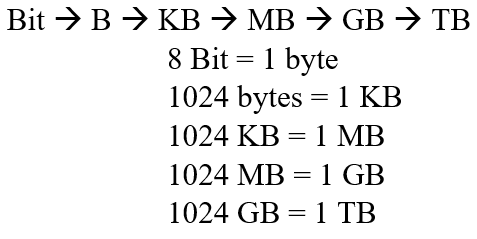 Bit → B → KB → MB → GB → TB
8 Bit = 1 byte
1024 bytes = 1 KB
1024 KB = 1 MB
1024 MB = 1 GB
1024 GB = 1 TB